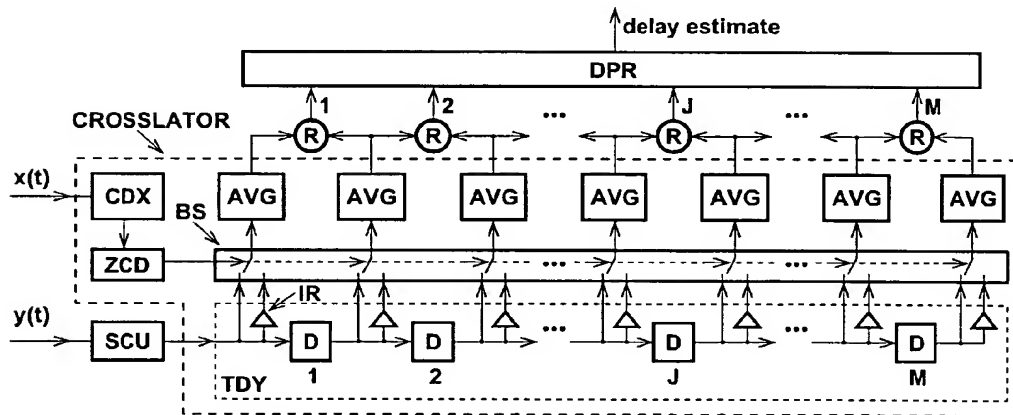 delay estimate
DPR
1 2 ... J ... M
CROSSLATOR
R R R R
x(t)
CDX AVG AVG AVG AVG AVG AVG AVG
BS
ZCD ... ...
IR
y(t)
SCU D D ... D ... D
TDY 1 2 J M